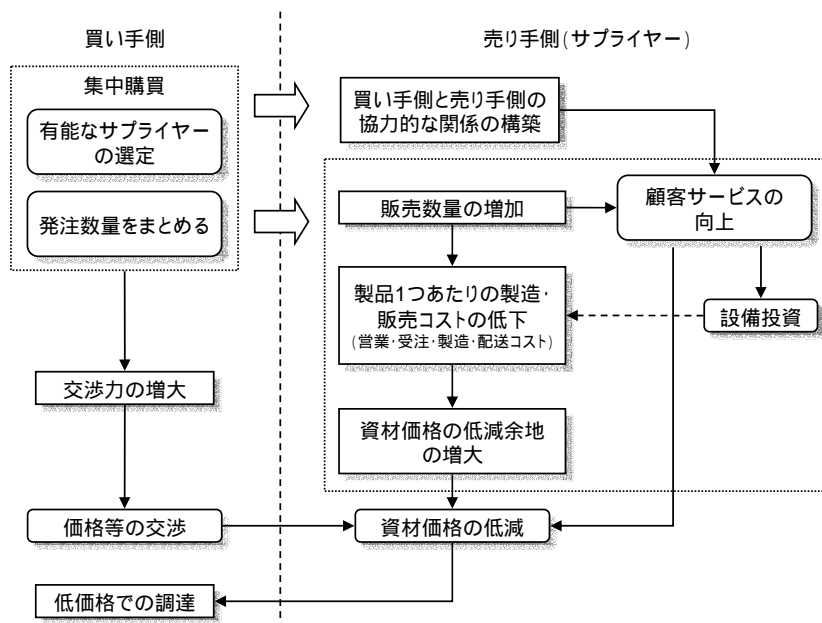 買い手側
売り手側(サプライヤー)
集中購買
有能なサプライヤー
の選定
発注数量をまとめる
買い手側と売り手側の
協力的な関係の構築
販売数量の増加
顧客サービスの
向上
製品1つあたりの製造・
販売コストの低下
(営業・受注・製造・配送コスト)
設備投資
交渉力の増大
資材価格の低減余地
の増大
価格等の交渉
資材価格の低減
低価格での調達